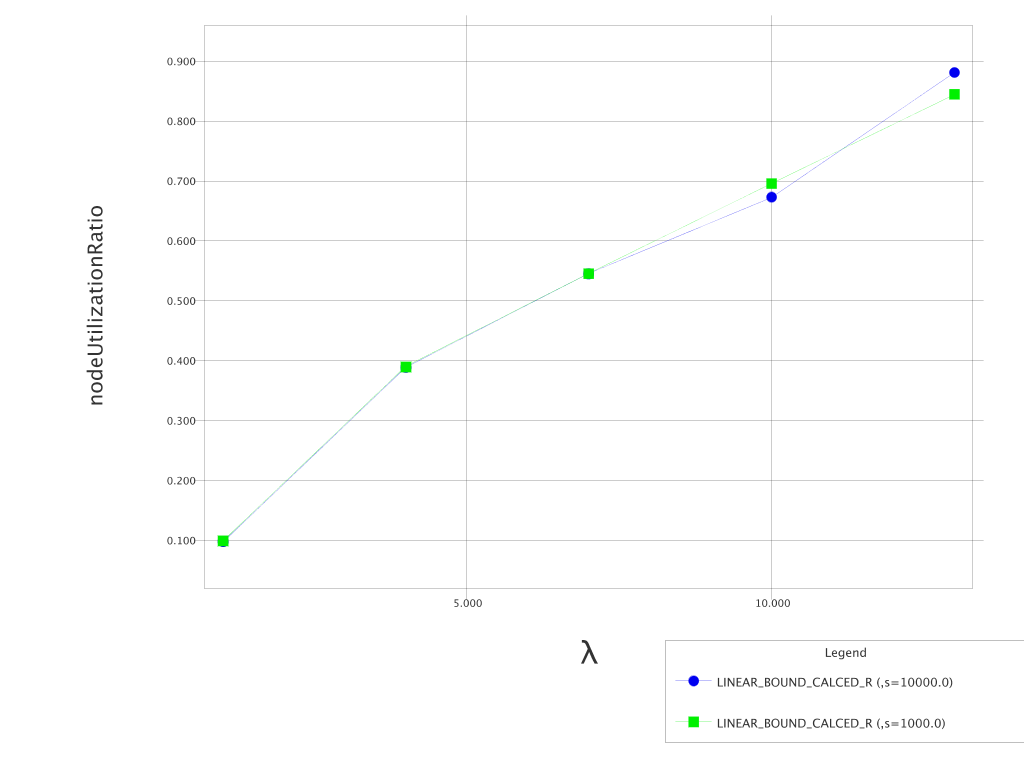 0.900
0.800
0.700
0.600
0.500
0.400
0.300
0.200
0.100
nodeUtilizationRatio
5.000
10.000
λ
Legend
LINEAR_BOUND_CALCED_R (,s=10000.0)
LINEAR_BOUND_CALCED_R (,s=1000.0)